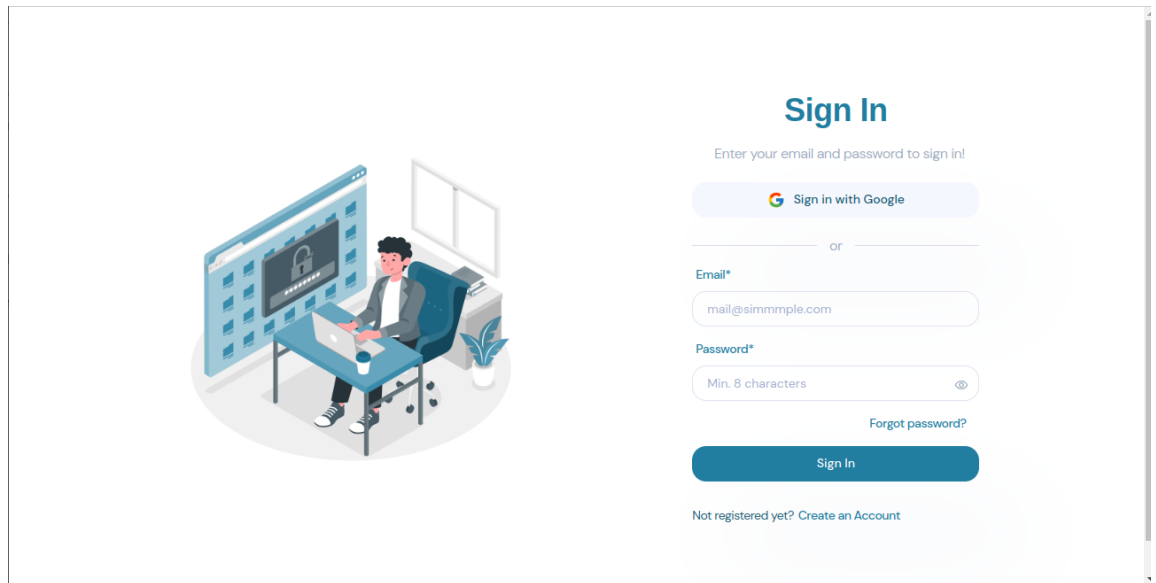 Sign In
Enter your email and password to sign in!
Sign in with Google
or
Email*
mail@simmmple.com
Password*
Min. 8 characters
Forgot password?
Sign In
Not registered yet? Create an Account